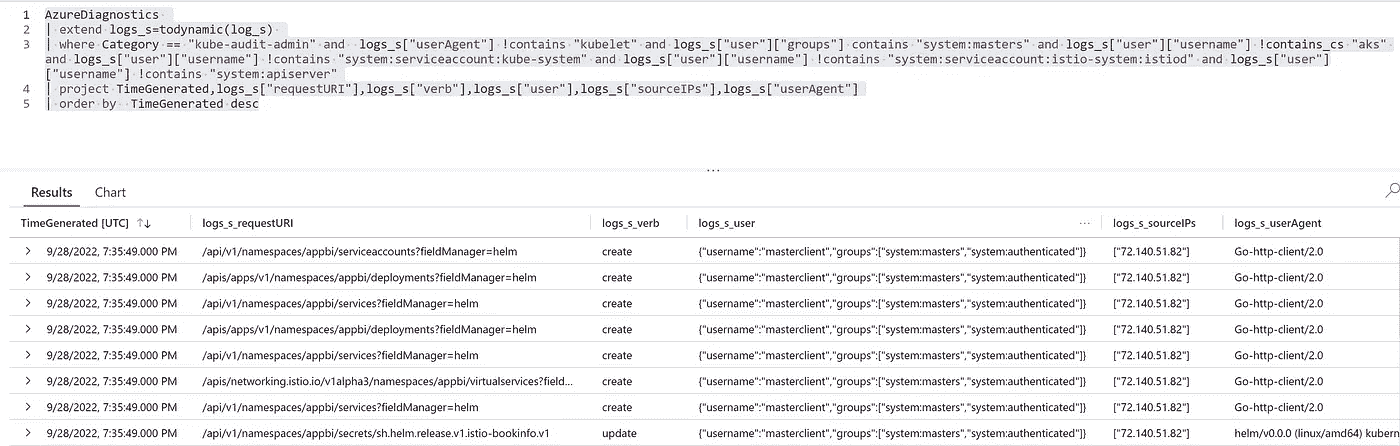 1 AzureDiagnostics
2 | extend logs_s=todynamic(log_s)
3 | where Category == "kube-audit-admin" and logs_s["userAgent"] !contains "kubelet" and logs_s["user"]["groups"] contains "system:masters" and logs_s["user"]["username"] !contains_cs "aks"
and logs_s["user"]["username"] !contains "system:serviceaccount:kube-system" and logs_s["user"]["username"] !contains "system:serviceaccount:istio-system:istiod" and logs_s["user"]
["username"] !contains "system:apiserver"
4 | project TimeGenerated,logs_s["requestURI"],logs_s["verb"],logs_s["user"],logs_s["sourceIPs"],logs_s["userAgent"]
5 | order by TimeGenerated desc
...
Results Chart
TimeGenerated [UTC] ↑↓ logs_s_requestURI logs_s_verb logs_s_user ... logs_s_sourceIPs logs_s_userAgent
> 9/28/2022, 7:35:49.000 PM /api/v1/namespaces/appbi/serviceaccounts?fieldManager=helm create {"username":"masterclient","groups":["system:masters","system:authenticated"]} ["72.140.51.82"] Go-http-client/2.0
> 9/28/2022, 7:35:49.000 PM /apis/apps/v1/namespaces/appbi/deployments?fieldManager=helm create {"username":"masterclient","groups":["system:masters","system:authenticated"]} ["72.140.51.82"] Go-http-client/2.0
> 9/28/2022, 7:35:49.000 PM /api/v1/namespaces/appbi/services?fieldManager=helm create {"username":"masterclient","groups":["system:masters","system:authenticated"]} ["72.140.51.82"] Go-http-client/2.0
> 9/28/2022, 7:35:49.000 PM /apis/apps/v1/namespaces/appbi/deployments?fieldManager=helm create {"username":"masterclient","groups":["system:masters","system:authenticated"]} ["72.140.51.82"] Go-http-client/2.0
> 9/28/2022, 7:35:49.000 PM /api/v1/namespaces/appbi/services?fieldManager=helm create {"username":"masterclient","groups":["system:masters","system:authenticated"]} ["72.140.51.82"] Go-http-client/2.0
> 9/28/2022, 7:35:49.000 PM /apis/networking.istio.io/v1alpha3/namespaces/appbi/virtualservices?field... create {"username":"masterclient","groups":["system:masters","system:authenticated"]} ["72.140.51.82"] Go-http-client/2.0
> 9/28/2022, 7:35:49.000 PM /api/v1/namespaces/appbi/services?fieldManager=helm create {"username":"masterclient","groups":["system:masters","system:authenticated"]} ["72.140.51.82"] Go-http-client/2.0
> 9/28/2022, 7:35:49.000 PM /api/v1/namespaces/appbi/secrets/sh.helm.release.v1.istio-bookinfo.v1 update {"username":"masterclient","groups":["system:masters","system:authenticated"]} ["72.140.51.82"] helm/v0.0.0 (linux/amd64) kubern